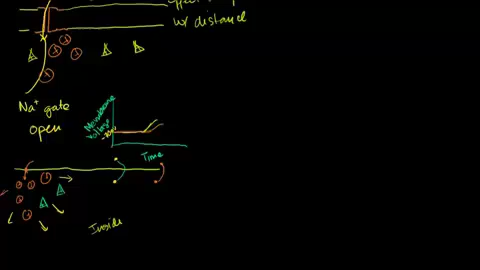 w/ distance
Na+ gate
open
Membrane
voltage
Time
Inside